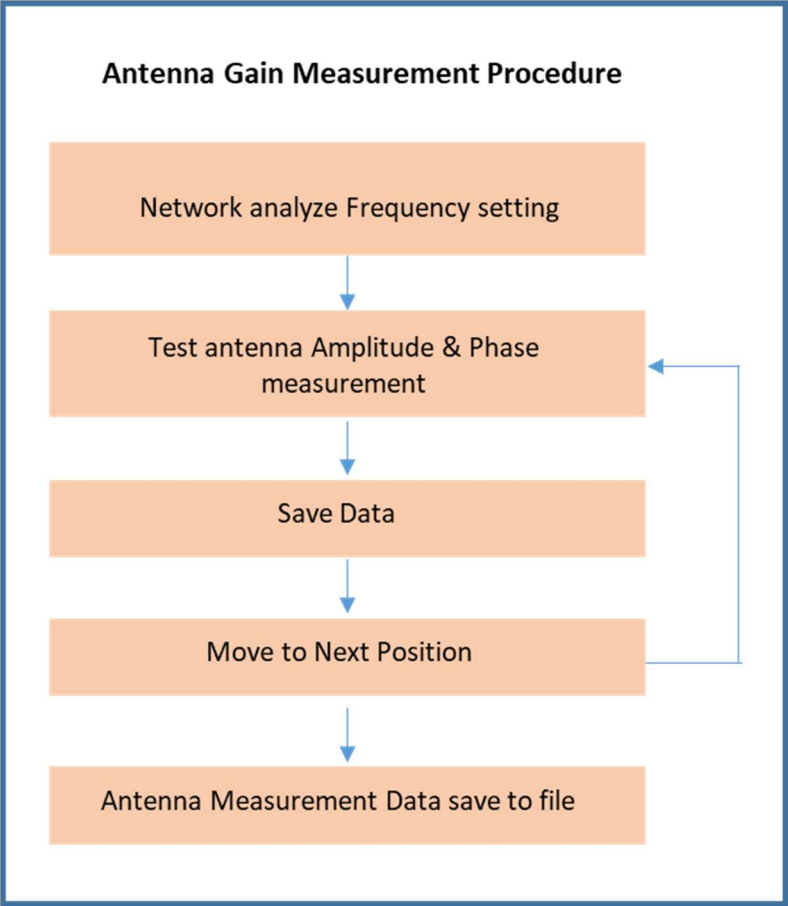 Antenna Gain Measurement Procedure
Network analyze Frequency setting
Test antenna Amplitude & Phase
measurement
Save Data
Move to Next Position
Antenna Measurement Data save to file